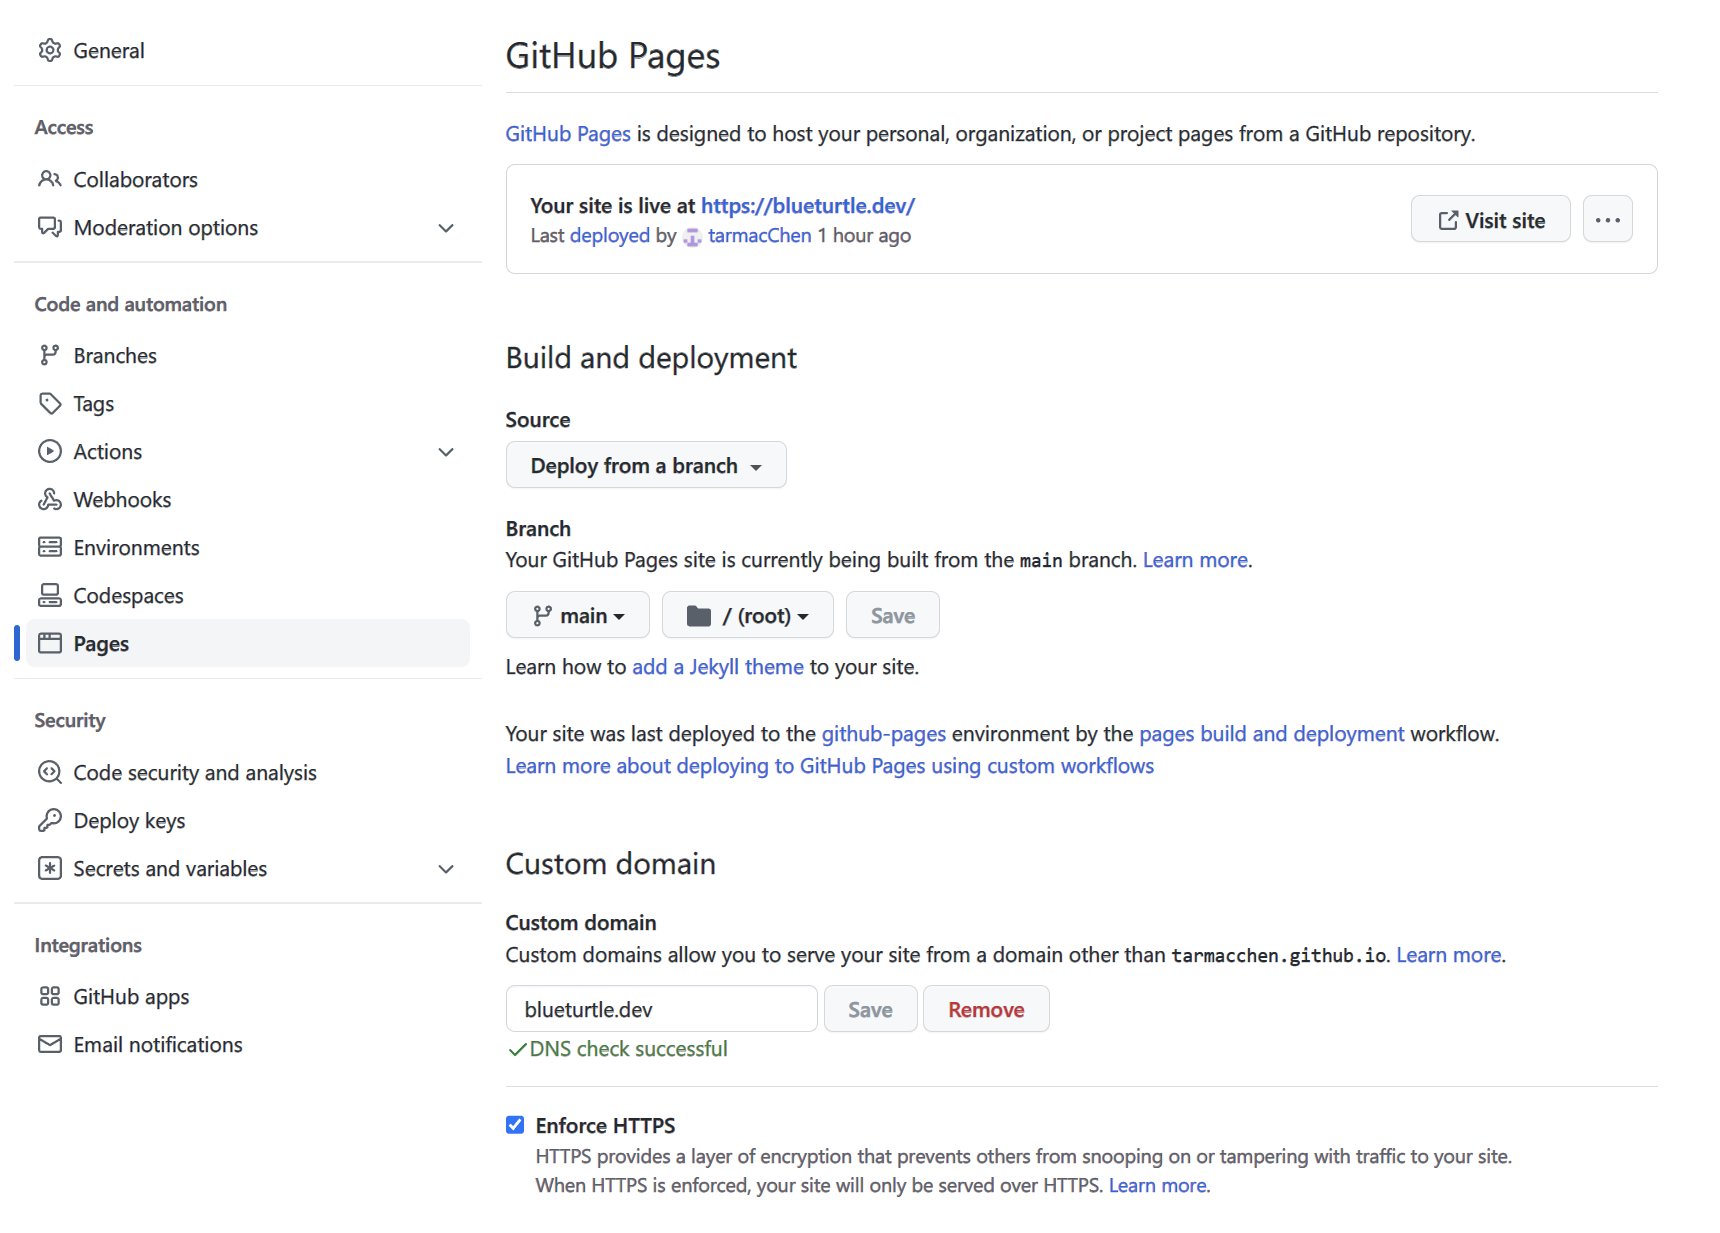 General
Access
Collaborators
Moderation options
Code and automation
Branches
Tags
Actions
Webhooks
Environments
Codespaces
Pages
Security
Code security and analysis
Deploy keys
Secrets and variables
Integrations
GitHub apps
Email notifications
GitHub Pages
GitHub Pages is designed to host your personal, organization, or project pages from a GitHub repository.
Your site is live at https://blueturtle.dev/
Last deployed by tarmacChen 1 hour ago
Visit site
Build and deployment
Source
Deploy from a branch
Branch
Your GitHub Pages site is currently being built from the main branch. Learn more.
main / (root) Save
Learn how to add a Jekyll theme to your site.
Your site was last deployed to the github-pages environment by the pages build and deployment workflow.
Learn more about deploying to GitHub Pages using custom workflows
Custom domain
Custom domain
Custom domains allow you to serve your site from a domain other than tarmacchen.github.io. Learn more.
blueturtle.dev Save Remove
DNS check successful
Enforce HTTPS
HTTPS provides a layer of encryption that prevents others from snooping on or tampering with traffic to your site.
When HTTPS is enforced, your site will only be served over HTTPS. Learn more.